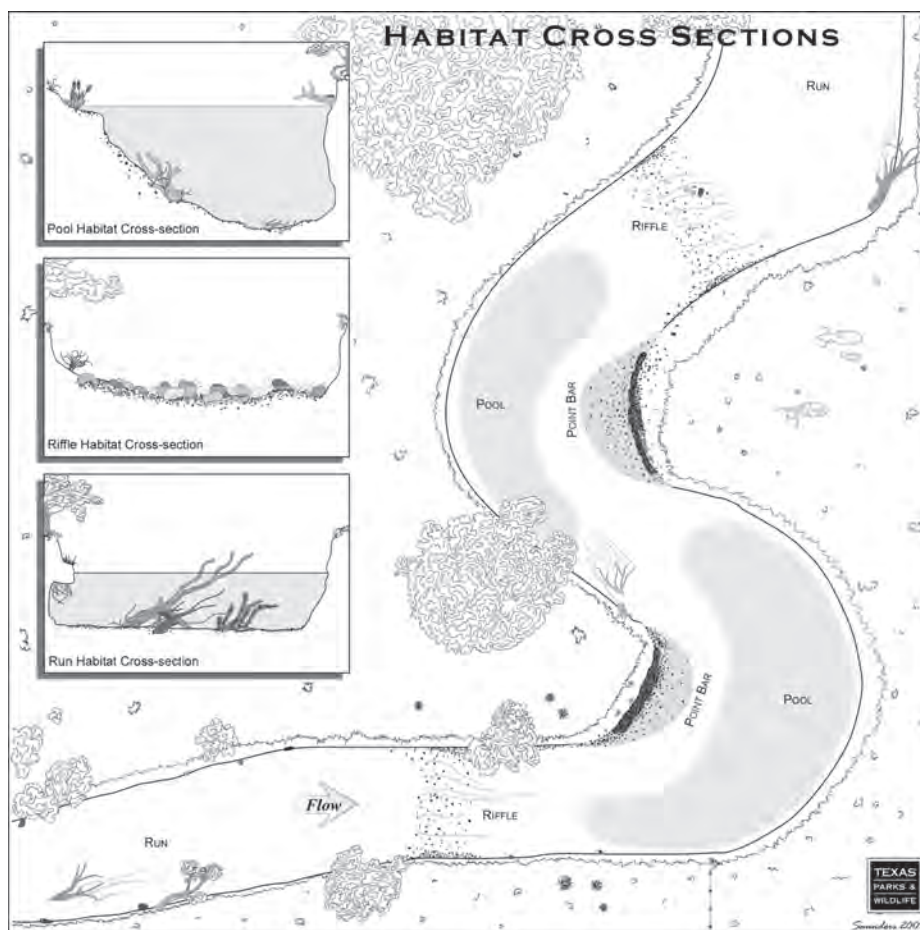 HABITAT CROSS SECTIONS
RUN
Pool Habitat Cross-section
RIFFLE
Riffle Habitat Cross-section
POOL
POINT BAR
Run Habitat Cross-section
POINT BAR
POOL
Flow
RIFFLE
RUN
TEXAS
PARKS &
WILDLIFE
Saunders